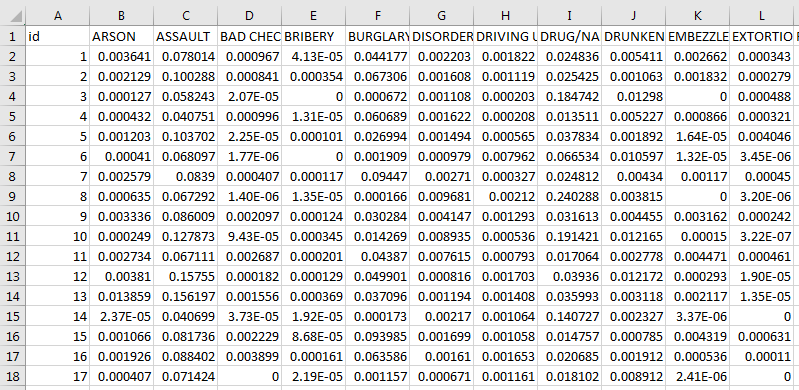 A B C D E F G H I J K L
1 id ARSON ASSAULT BAD CHEC BRIBERY BURGLARY DISORDER DRIVING U DRUG/NA DRUNKEN EMBEZZLE EXTORTIO
2 1 0.003641 0.078014 0.000967 4.13E-05 0.044177 0.002203 0.001822 0.024836 0.005411 0.002662 0.000343
3 2 0.002129 0.100288 0.000841 0.000354 0.067306 0.001608 0.001119 0.025425 0.001063 0.001832 0.000279
4 3 0.000127 0.058243 2.07E-05 0 0.000672 0.001108 0.000203 0.184742 0.01298 0 0.000488
5 4 0.000432 0.040751 0.000996 1.31E-05 0.060689 0.001622 0.000208 0.013511 0.005227 0.000866 0.000321
6 5 0.001203 0.103702 2.25E-05 0.000101 0.026994 0.001494 0.000565 0.037834 0.001892 1.64E-05 0.004046
7 6 0.00041 0.068097 1.77E-06 0 0.001909 0.000979 0.007962 0.066534 0.010597 1.32E-05 3.45E-06
8 7 0.002579 0.0839 0.000407 0.000117 0.09447 0.00271 0.000327 0.024812 0.00434 0.00117 0.00045
9 8 0.000635 0.067292 1.40E-06 1.35E-05 0.000166 0.009681 0.00212 0.240288 0.003815 0 3.20E-06
10 9 0.003336 0.086009 0.002097 0.000124 0.030284 0.004147 0.001293 0.031613 0.004455 0.003162 0.000242
11 10 0.000249 0.127873 9.43E-05 0.000345 0.014269 0.008935 0.000536 0.191421 0.012165 0.00015 3.22E-07
12 11 0.002734 0.067111 0.002687 0.000201 0.04387 0.007615 0.000793 0.017064 0.002778 0.004471 0.000461
13 12 0.00381 0.15755 0.000182 0.000129 0.049901 0.000816 0.001703 0.03936 0.012172 0.000293 1.90E-05
14 13 0.013859 0.156197 0.001556 0.000369 0.037096 0.001194 0.001408 0.035993 0.003118 0.002117 1.35E-05
15 14 2.37E-05 0.040699 3.73E-05 1.92E-05 0.000173 0.00217 0.001064 0.140727 0.002327 3.37E-06 0
16 15 0.001066 0.081736 0.002229 8.68E-05 0.093985 0.001699 0.001058 0.014757 0.000785 0.004319 0.000631
17 16 0.001926 0.088402 0.003899 0.000161 0.063586 0.00161 0.001653 0.020685 0.001912 0.000536 0.00011
18 17 0.000407 0.071424 0 2.19E-05 0.001157 0.000671 0.001161 0.018102 0.008912 2.41E-06 0